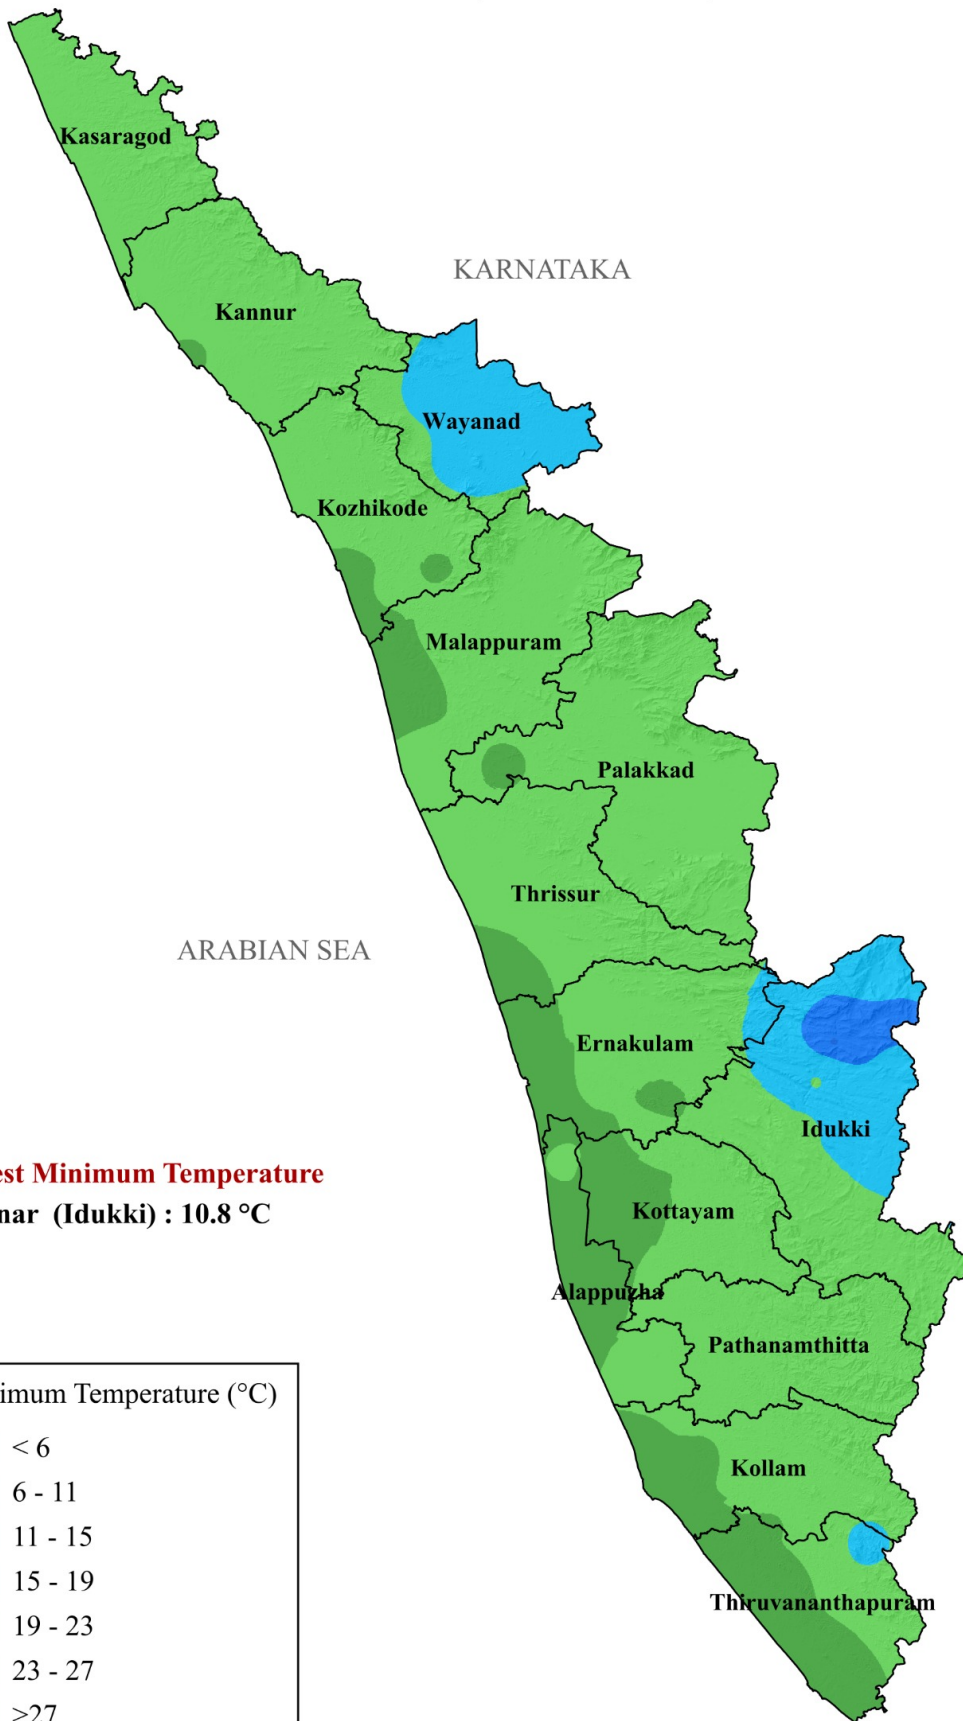 Kasaragod
KARNATAKA
Kannur
Wayanad
Kozhikode
Malappuram
Palakkad
Thrissur
ARABIAN SEA
Ernakulam
Idukki
est Minimum Temperature
nar (Idukki) : 10.8 °C
Kottayam
Alappuzha
Pathanamthitta
Kollam
Thiruvananthapuram
imum Temperature (°C)
< 6
6 - 11
11 - 15
15 - 19
19 - 23
23 - 27
>27